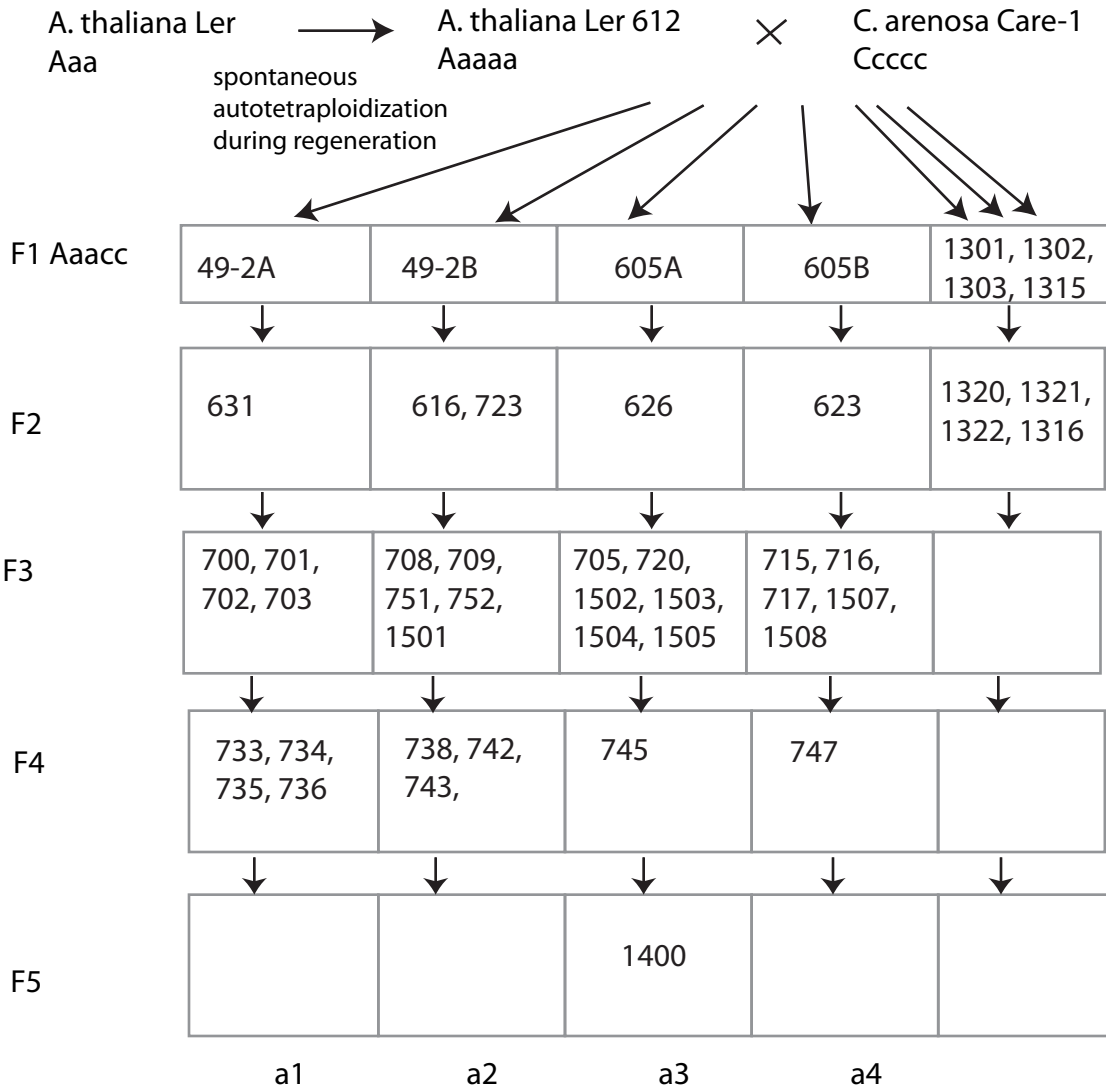 A. thaliana Ler
Aaa
A. thaliana Ler 612
Aaaaa
C. arenosa Care-1
Ccccc
spontaneous
autotetraploidization
during regeneration
F1 Aaacc
49-2A
49-2B
605A
605B
1301, 1302,
1303, 1315
F2
631
616, 723
626
623
1320, 1321,
1322, 1316
F3
700, 701,
702, 703
708, 709,
751, 752,
1501
705, 720,
1502, 1503,
1504, 1505
715, 716,
717, 1507,
1508
F4
733, 734,
735, 736
738, 742,
743,
745
747
F5
1400
a1
a2
a3
a4